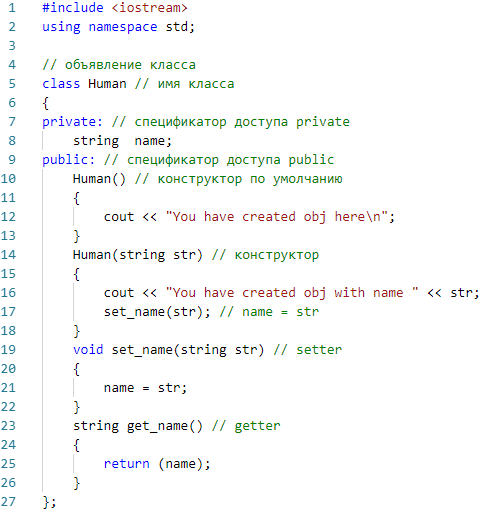 1 #include <iostream>
2 using namespace std;
3
4 // объявление класса
5 class Human // имя класса
6 {
7 private: // спецификатор доступа private
8     string  name;
9 public: // спецификатор доступа public
10     Human() // конструктор по умолчанию
11     {
12         cout << "You have created obj here\n";
13     }
14     Human(string str) // конструктор
15     {
16         cout << "You have created obj with name " << str;
17         set_name(str); // name = str
18     }
19     void set_name(string str) // setter
20     {
21         name = str;
22     }
23     string get_name() // getter
24     {
25         return (name);
26     }
27 };